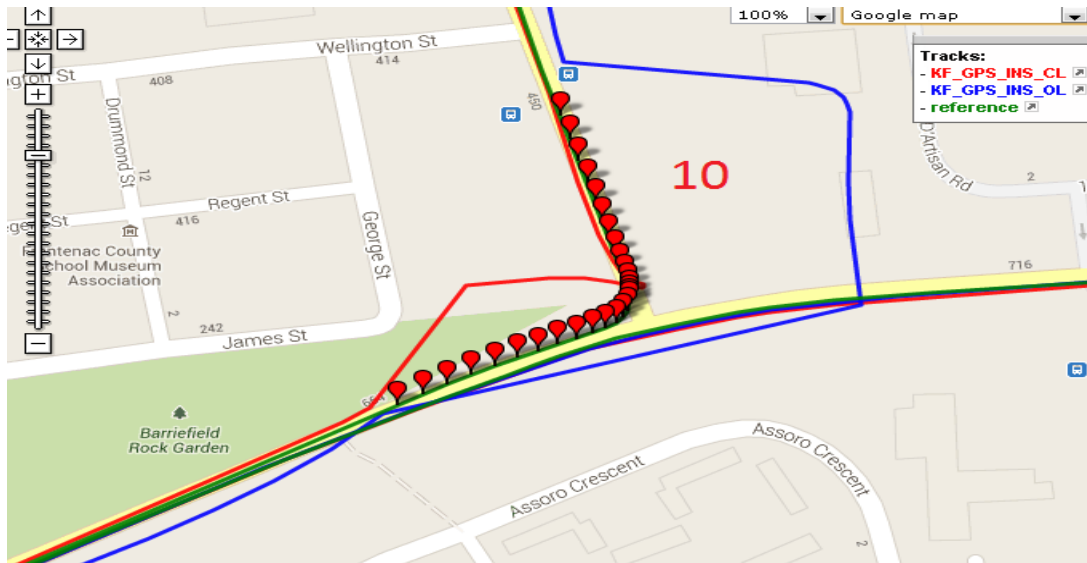 100%
Google map
Tracks:
- KF_GPS_INS_CL
- KF_GPS_INS_OL
- reference
Wellington St
414
408
450
Drummond St
12
Regent St
416
George St
10
D'Artisan Rd
2
716
County
School Museum
Association
2
242
James St
Barriefield
Rock Garden
Assoro Crescent
Assoro Crescent
2